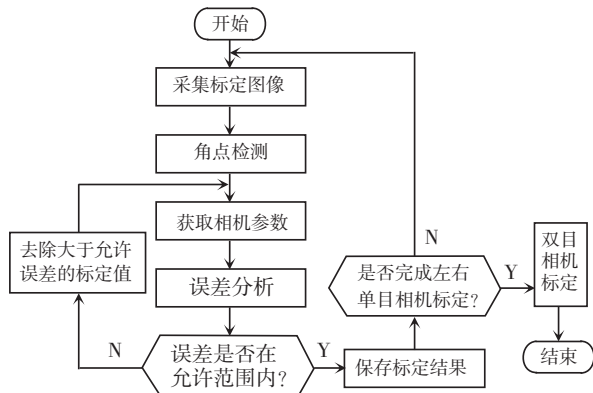 开始
采集标定图像
角点检测
获取相机参数
误差分析
误差是否在
允许范围内？
N
去除大于允许
误差的标定值
Y
保存标定结果
是否完成左右
单目相机标定？
N
Y
双目
相机
标定
结束